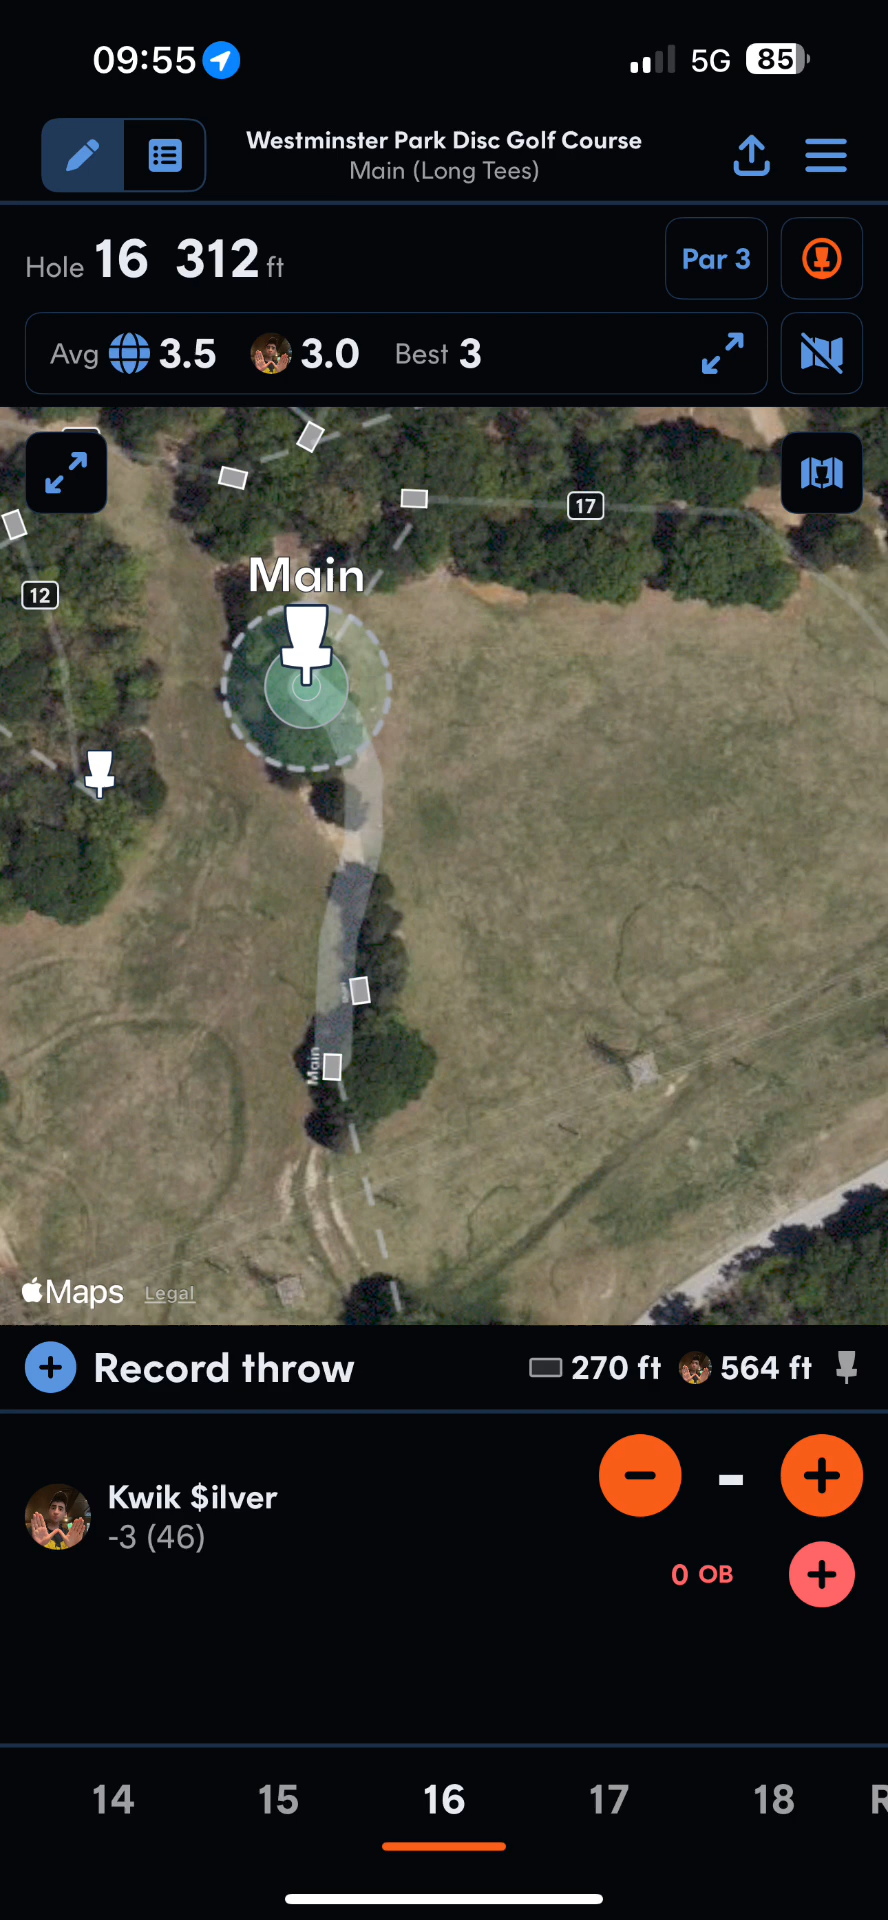 09:55
5G 85
Westminster Park Disc Golf Course
Main (Long Tees)
Hole 16 312 ft
Par 3
Avg 3.5 3.0 Best 3
17
Main
12
Main
Maps Legal
Record throw 270 ft 564 ft
Kwik $ilver
-3 (46)
-
0 OB
14 15 16 17 18 R